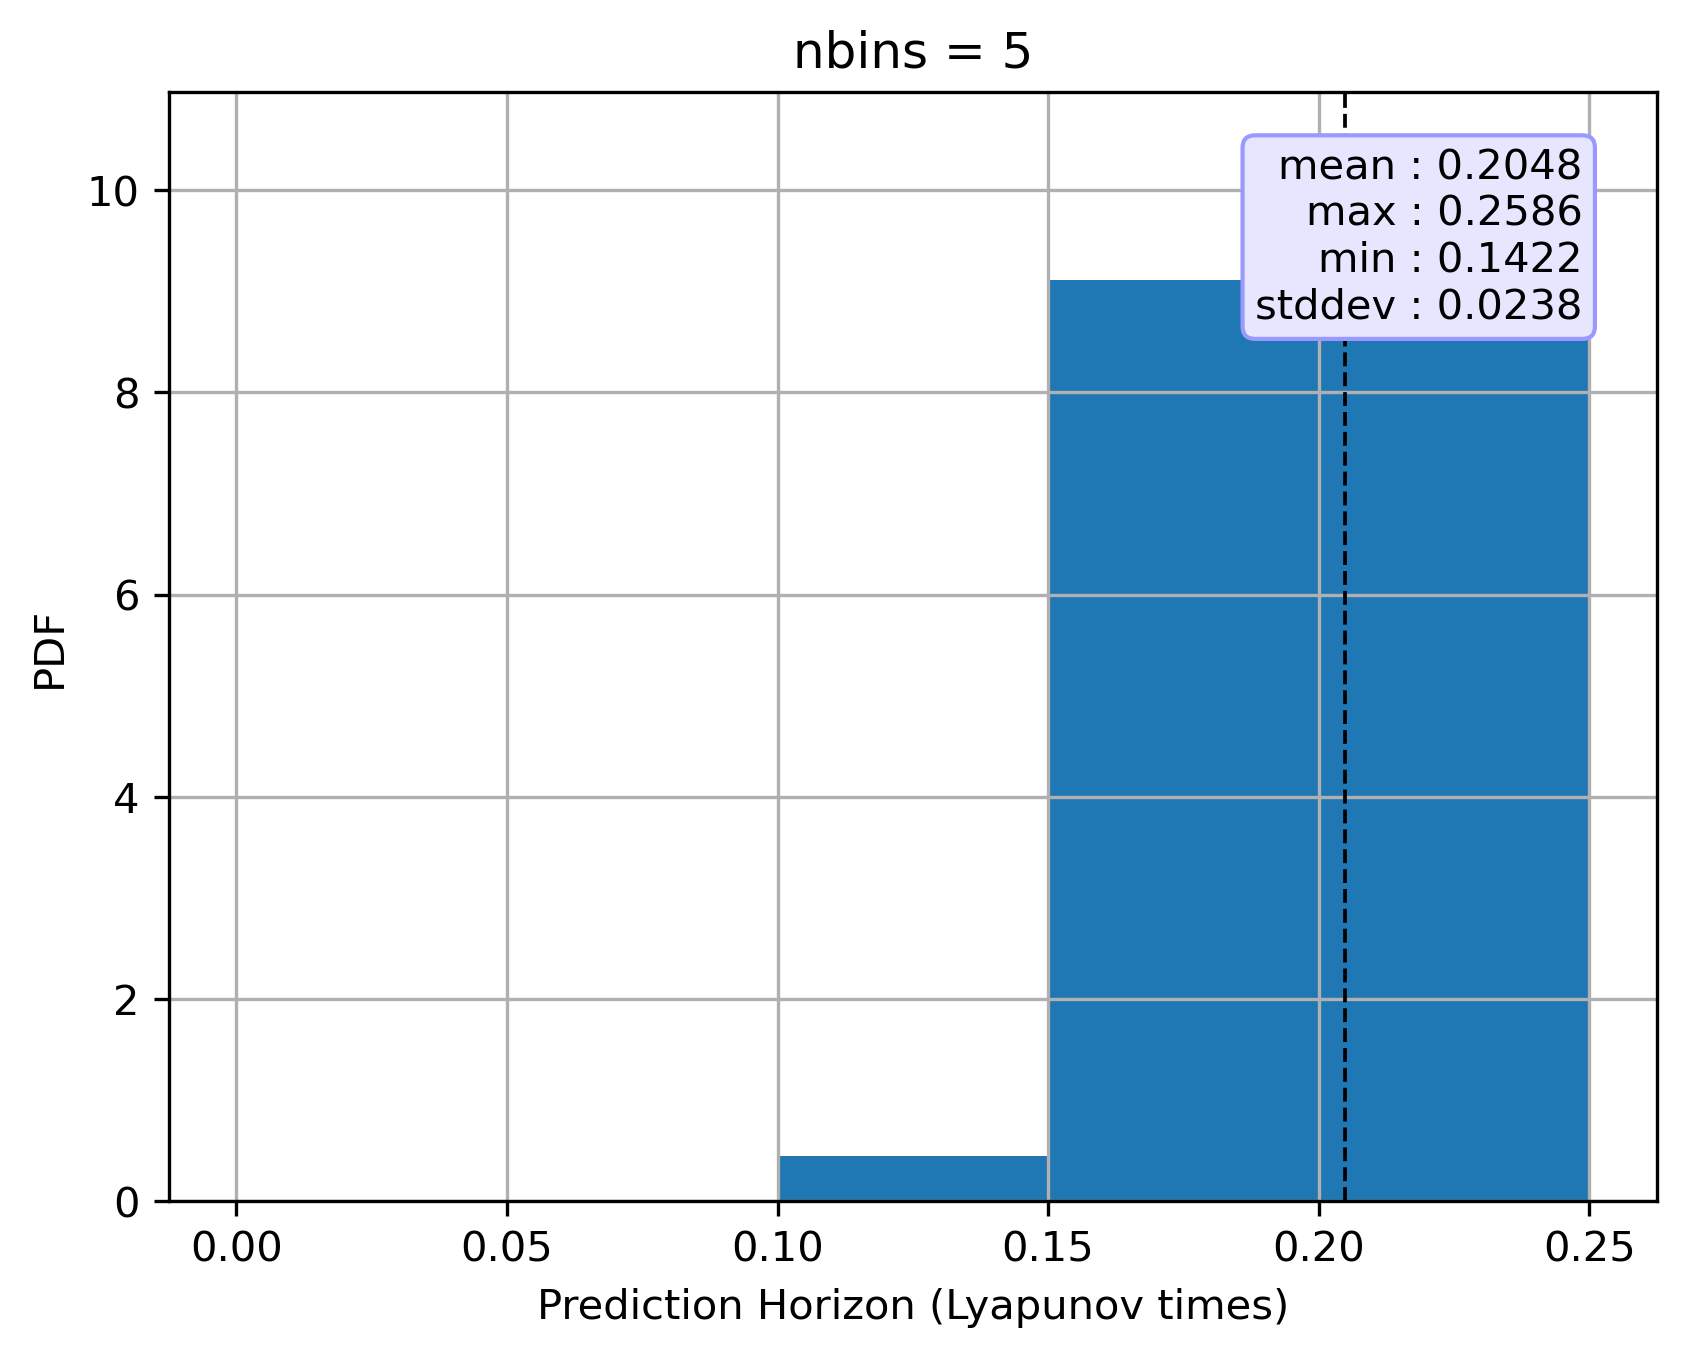 nbins = 5
mean : 0.2048
max : 0.2586
min : 0.1422
stddev : 0.0238
10
8
6
4
2
0
PDF
0.00 0.05 0.10 0.15 0.20 0.25
Prediction Horizon (Lyapunov times)